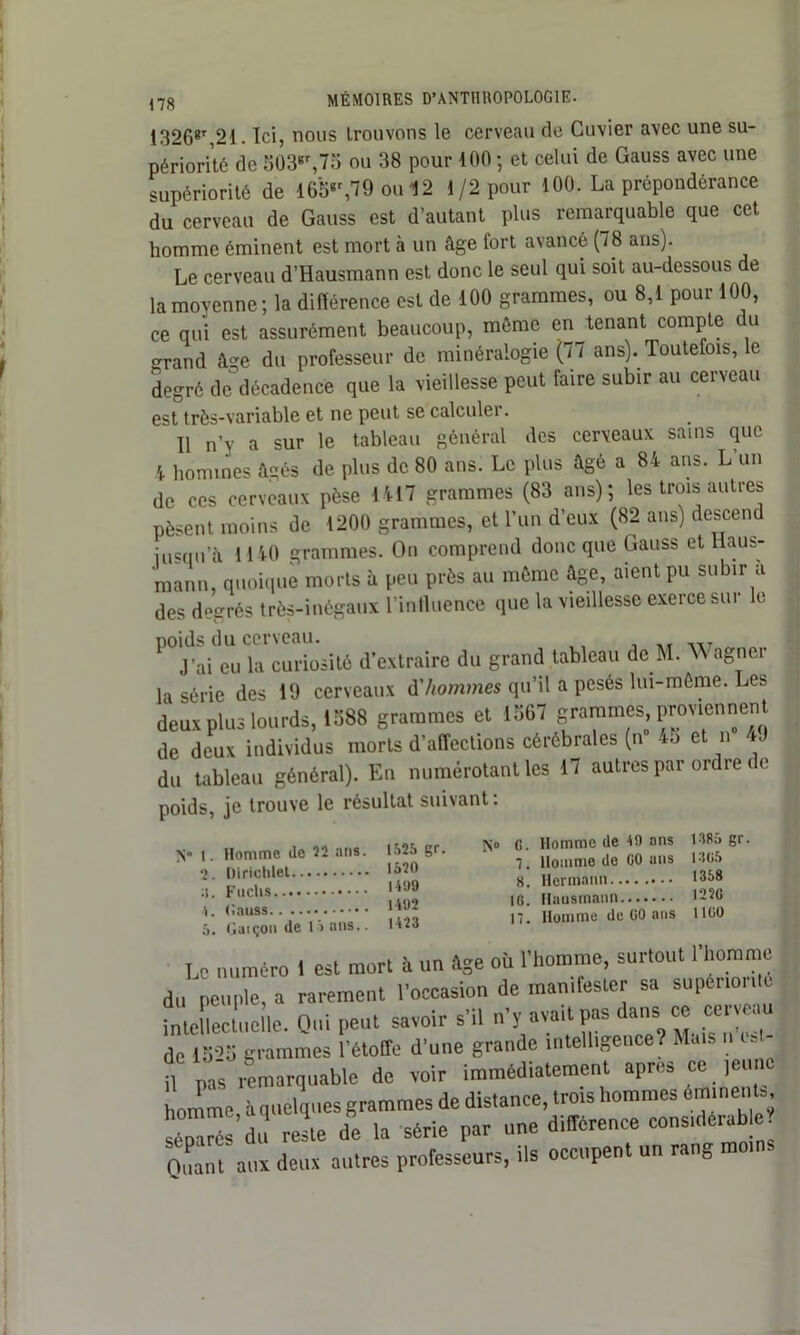 178 MÉMOIRES D'ANTHROPOLOGIE.
1326gr,21. Ici, nous trouvons le cerveau de Cuvier avec une su-
périorité de 503gr,75 ou 38 pour 100 ; et celui de Gauss avec une
supériorité de 165gr,79 ou 12 1/2 pour 100. La prépondérance
du cerveau de Gauss est d'autant plus remarquable que cet
homme éminent est mort à un âge fort avancé (78 ans).
Le cerveau d'Hausmann est donc le seul qui soit au-dessous de
la moyenne ; la différence est de 100 grammes, ou 8,1 pour 100,
ce qui est assurément beaucoup, même en tenant compte du
grand âge du professeur de minéralogie (77 ans). Toutefois, le
degré de décadence que la vieillesse peut faire subir au cerveau
est très-variable et ne peut se calculer.
Il n'y a sur le tableau général des cerveaux sains que
4 hommes âgés de plus de 80 ans. Le plus âgé a 84 ans. L'un
de ces cerveaux pèse 1417 grammes (83 ans) ; les trois autres
pèsent moins de 1200 grammes, et l'un d'eux (82 ans) descend
jusqu'à 1140 grammes. On comprend donc que Gauss et Haus-
mann, quoique morts à peu près au même âge, aient pu subir à
des degrés très-inégaux l'influence que la vieillesse exerce sur le
poids du cerveau.
J'ai eu la curiosité d'extraire du grand tableau de M. Wagner
la série des 19 cerveaux d'hommes qu'il a pesés lui-même. Les
deux plus lourds, 1588 grammes et 1567 grammes, proviennent
de deux individus morts d'affections cérébrales (n° 45 et n° 49
du tableau général). En numérotant les 17 autres par ordre de
poids, je trouve le résultat suivant :
N° 1. Homme de 22 ans. 1525 gr.
2. Dirichlet.......... 1520
3. Fuchs............ 1499
4. Gauss............ 1492
5. Garçon de 15 ans.. 1423
N° 6. Homme de 49 ans 1385 gr.
7. Homme de 60 ans 1365
8. Hermann........ 1358
16. Hausmann....... 1226
17. Homme de 60 ans 1160
Le numéro 1 est mort à un âge où l'homme, surtout l'homme
du peuple, a rarement l'occasion de manifester sa supériorité
intellectuelle. Qui peut savoir s'il n'y avait pas dans ce cerveau
de 1525 grammes l'étoffe d'une grande intelligence? Mais n'est-
il pas remarquable de voir immédiatement après ce jeune
homme, à quelques grammes de distance, trois hommes éminents,
séparés du reste de la série par une différence considérable?
Quant aux deux autres professeurs, ils occupent un rang moins